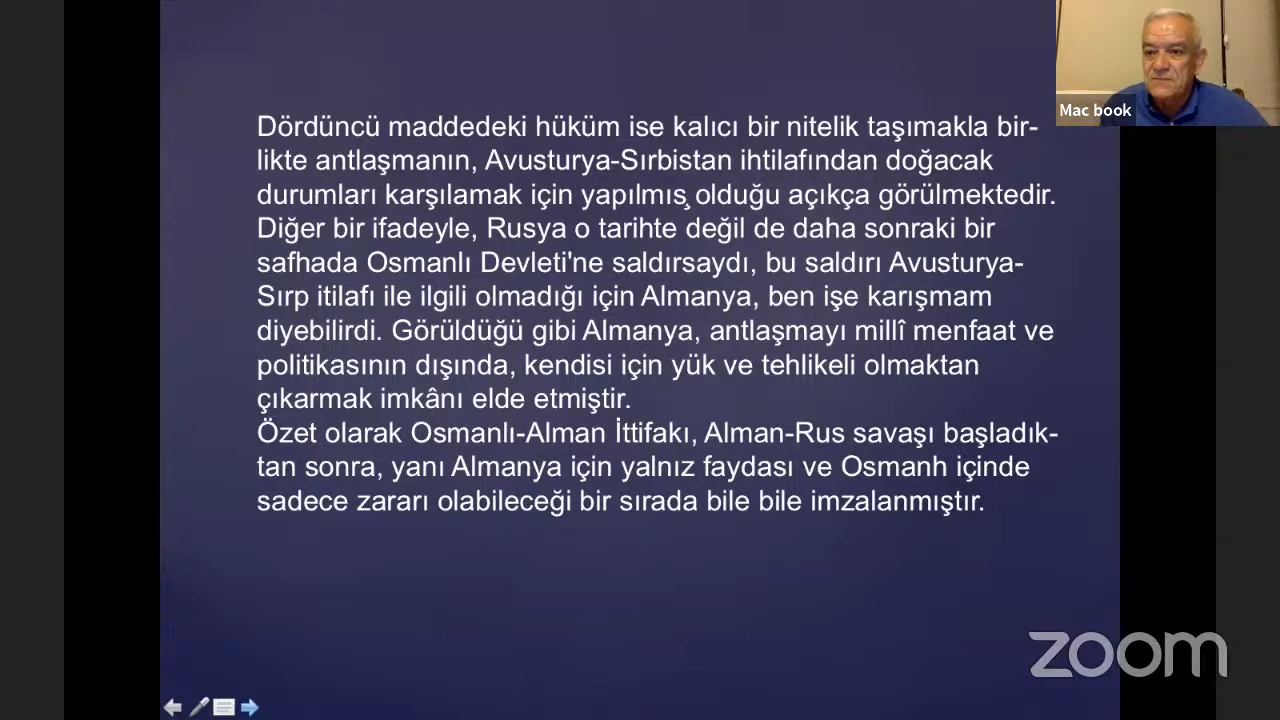 Mac book
Dördüncü maddedeki hüküm ise kalıcı bir nitelik taşımakla bir-
likte antlaşmanın, Avusturya-Sırbistan ihtilafından doğacak
durumları karşılamak için yapılmış olduğu açıkça görülmektedir.
Diğer bir ifadeyle, Rusya o tarihte değil de daha sonraki bir
safhada Osmanlı Devleti'ne saldırsaydı, bu saldırı Avusturya-
Sırp itilafı ile ilgili olmadığı için Almanya, ben işe karışmam
diyebilirdi. Görüldüğü gibi Almanya, antlaşmayı millî menfaat ve
politikasının dışında, kendisi için yük ve tehlikeli olmaktan
çıkarmak imkânı elde etmiştir.
Özet olarak Osmanlı-Alman İttifakı, Alman-Rus savaşı başladık-
tan sonra, yanı Almanya için yalnız faydası ve Osmanh içinde
sadece zararı olabileceği bir sırada bile bile imzalanmıştır.
zoom